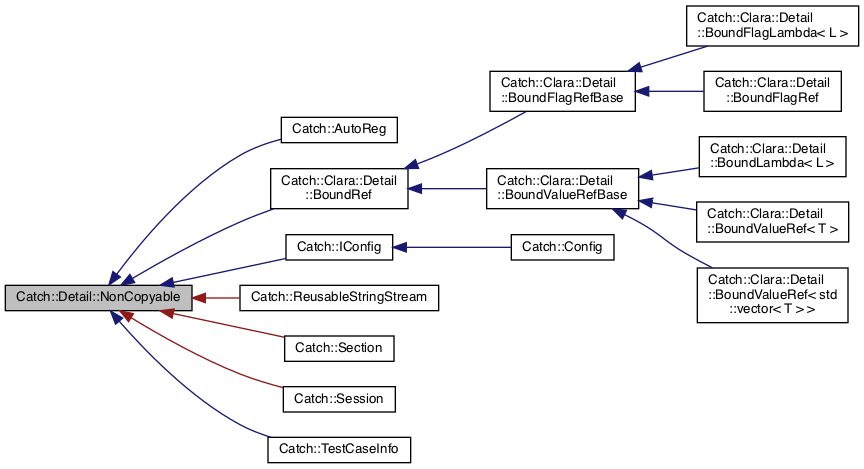 Catch::Clara::Detail
::BoundFlagLambda< L >
Catch::Clara::Detail
::BoundFlagRefBase
Catch::Clara::Detail
::BoundFlagRef
Catch::AutoReg
Catch::Clara::Detail
::BoundRef
Catch::Clara::Detail
::BoundValueRefBase
Catch::Clara::Detail
::BoundLambda< L >
Catch::Clara::Detail
::BoundValueRef< T >
Catch::IConfig
Catch::Config
Catch::Clara::Detail
::BoundValueRef< std
::vector< T > >
Catch::Detail::NonCopyable
Catch::ReusableStringStream
Catch::Section
Catch::Session
Catch::TestCaseInfo